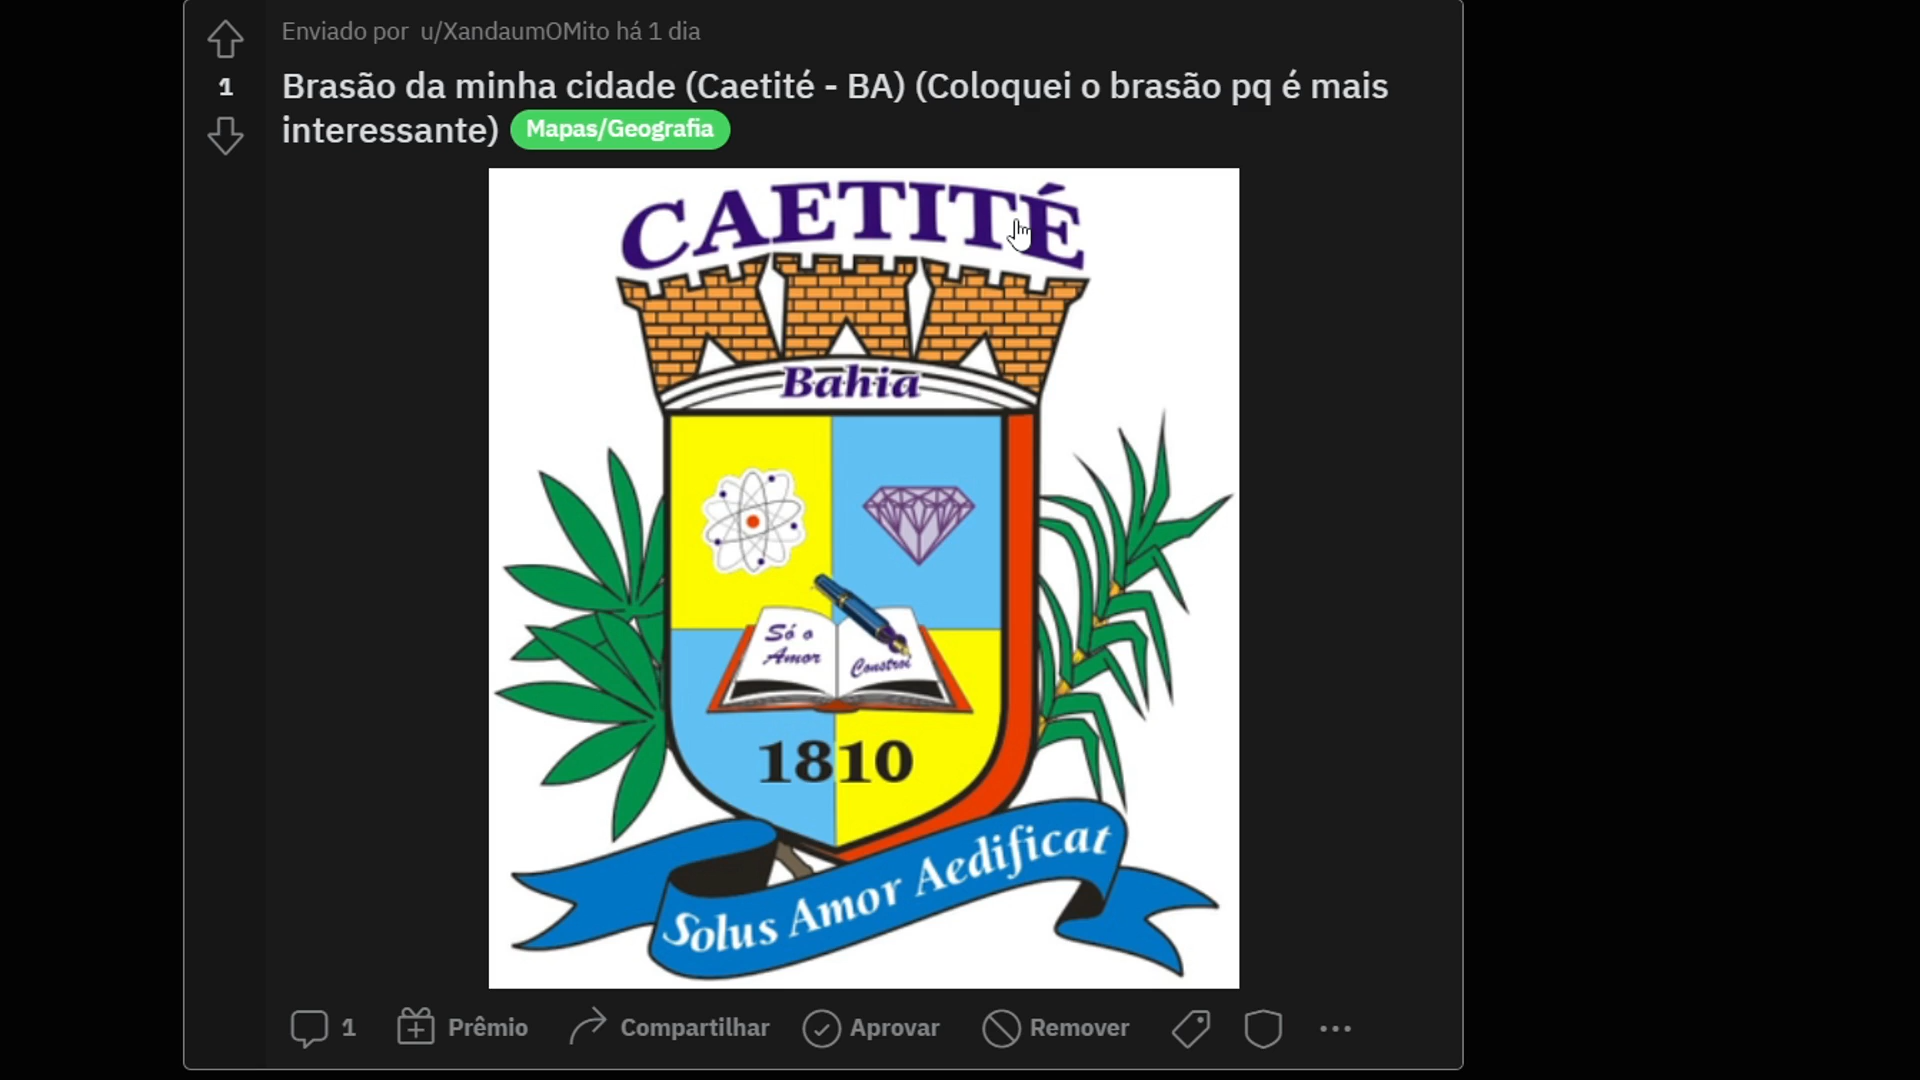 Enviado por u/XandaumOMito há 1 dia
1
Brasão da minha cidade (Caetité - BA) (Coloquei o brasão pq é mais
interessante) Mapas/Geografia
CAETITÉ
Bahia
Só o
Amor
Constroi
1810
Solus Amor Aedificat
1 Prêmio Compartilhar Aprovar Remover